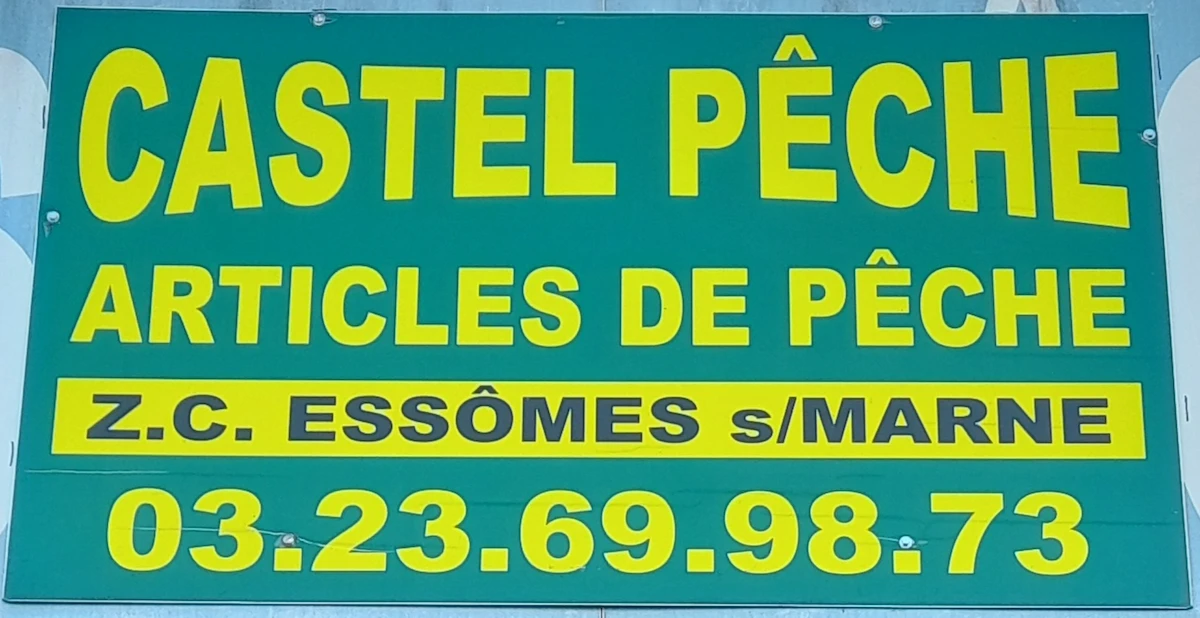 CASTEL PÊCHE
ARTICLES DE PÊCHE
Z.C. ESSÔMES s/MARNE
03.23.69.98.73